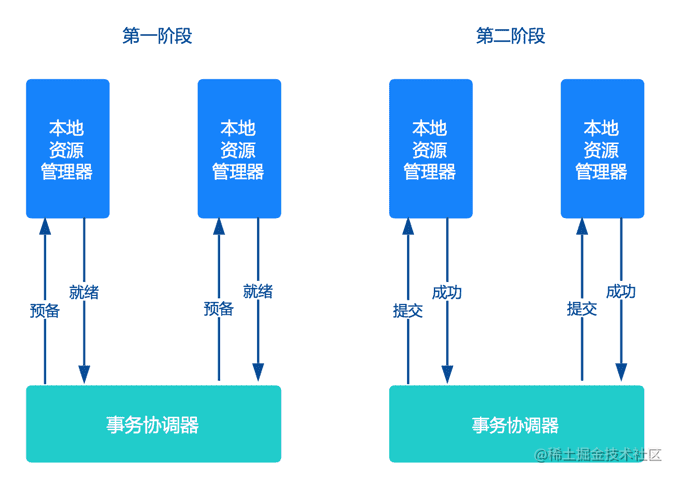 第一阶段
第二阶段
本地
资源
管理器
本地
资源
管理器
本地
资源
管理器
本地
资源
管理器
预备
就绪
预备
就绪
提交
成功
提交
成功
事务协调器
事务协调器
@稀土掘金技术社区